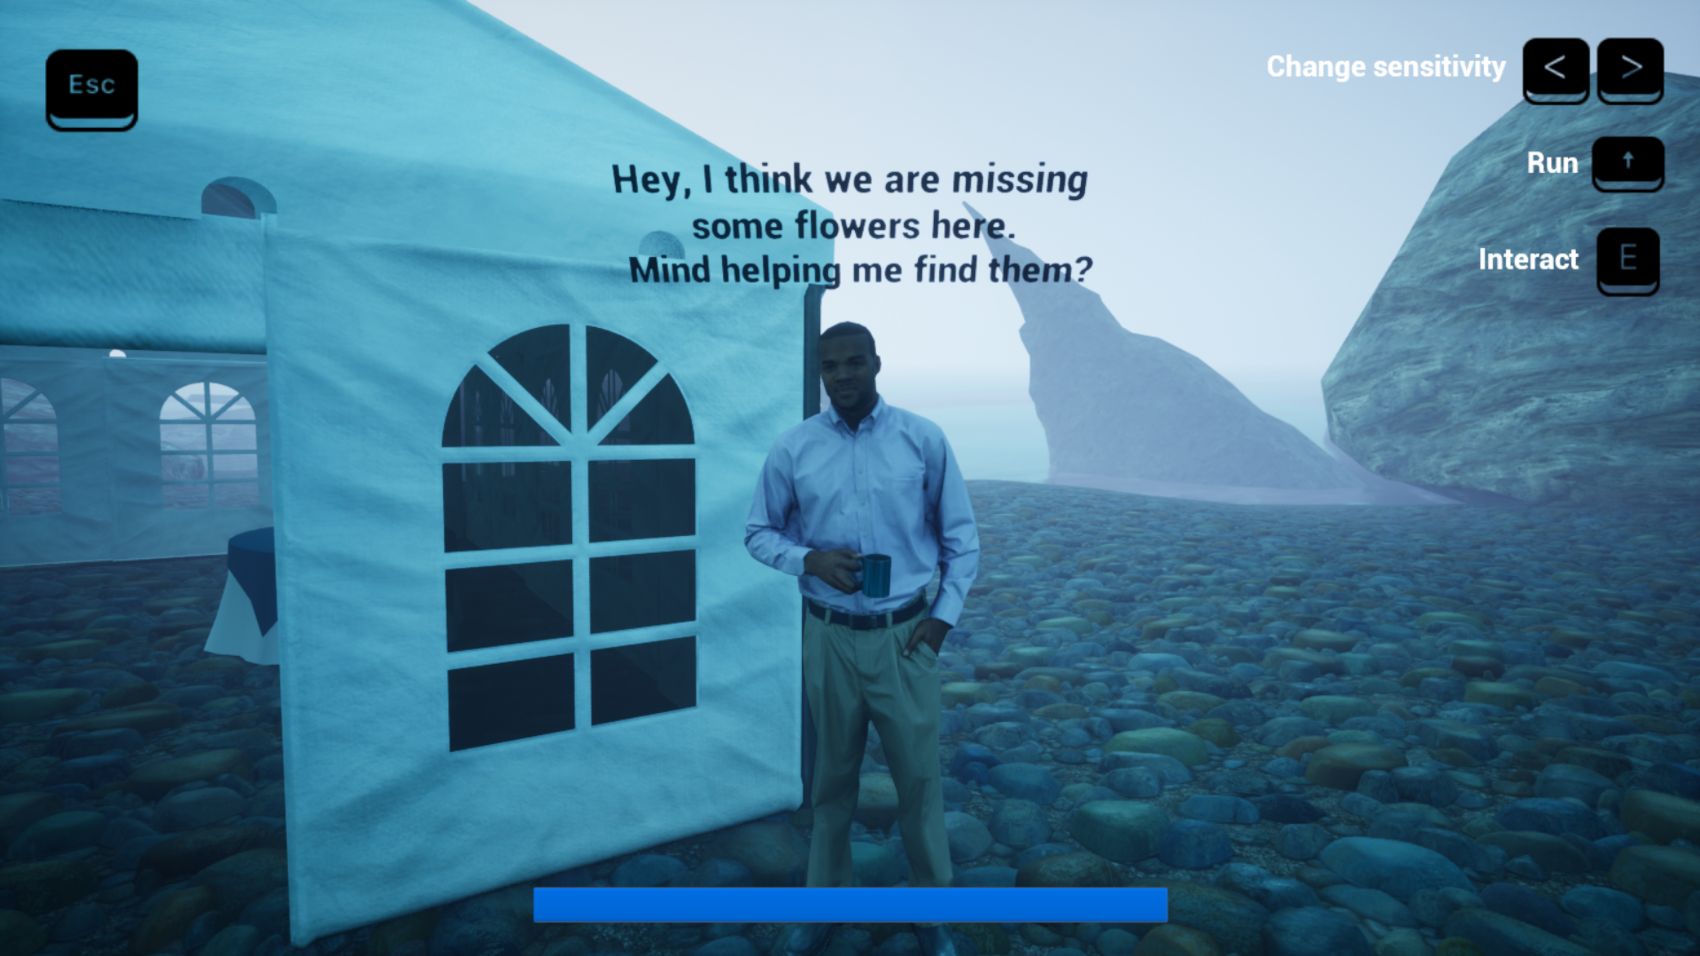 Esc
Change sensitivity < >
Run ↑
Interact E
Hey, I think we are missing
some flowers here.
Mind helping me find them?